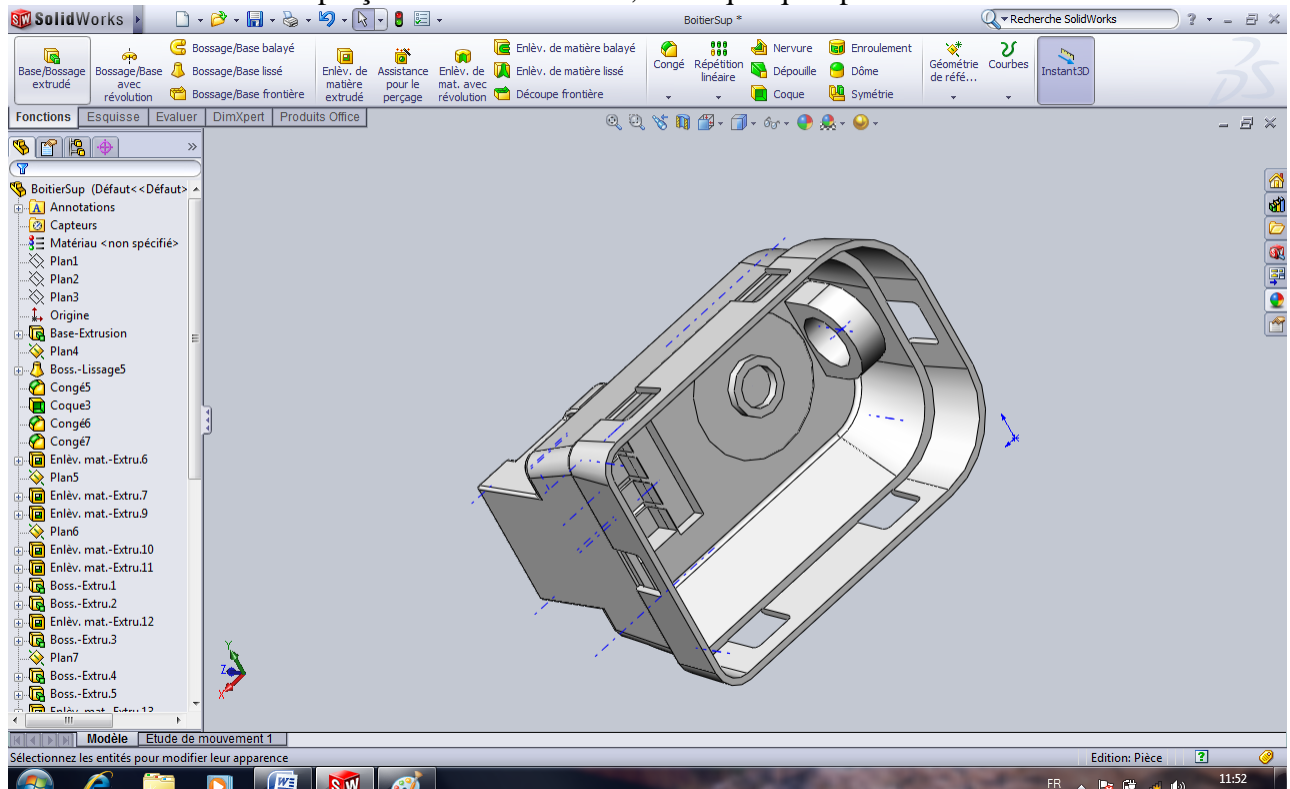 SolidWorks
BoitierSup *
Recherche SolidWorks
?
Base/Bossage extrudé
Bossage/Base avec révolution
Bossage/Base balayé
Bossage/Base lissé
Bossage/Base frontière
Enlèv. de matière extrudé
Assistance pour le perçage
Enlèv. de mat. avec révolution
Enlèv. de matière balayé
Enlèv. de matière lissé
Découpe frontière
Congé
Répétition linéaire
Nervure
Dépouille
Coque
Enroulement
Dôme
Symétrie
Géométrie de réfé...
Courbes
Instant3D
Fonctions Esquisse Evaluer DimXpert Produits Office
BoitierSup (Défaut<<Défaut>
Annotations
Capteurs
Matériau <non spécifié>
Plan1
Plan2
Plan3
Origine
Base-Extrusion
Plan4
Boss.-Lissage5
Congé5
Coque3
Congé6
Congé7
Enlèv. mat.-Extru.6
Plan5
Enlèv. mat.-Extru.7
Enlèv. mat.-Extru.9
Plan6
Enlèv. mat.-Extru.10
Enlèv. mat.-Extru.11
Boss.-Extru.1
Boss.-Extru.2
Enlèv. mat.-Extru.12
Boss.-Extru.3
Plan7
Boss.-Extru.4
Boss.-Extru.5
Enlèv. mat.-Extru.13
Y
Z
X
Modèle Etude de mouvement 1
Sélectionnez les entités pour modifier leur apparence
Edition: Pièce
FR
11:52